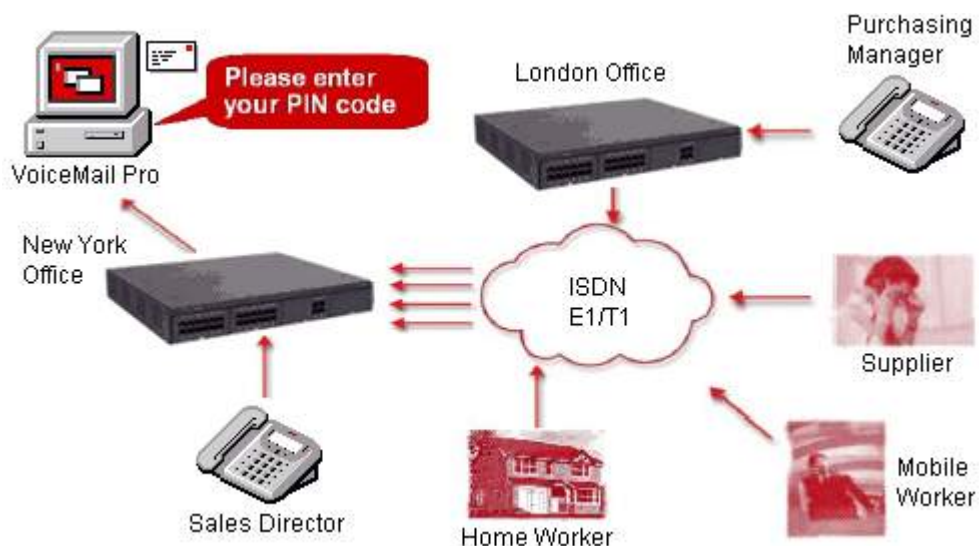 Purchasing
Manager
London Office
Please enter
your PIN code
VoiceMail Pro
New York
Office
ISDN
E1/T1
Supplier
Sales Director
Home Worker
Mobile
Worker